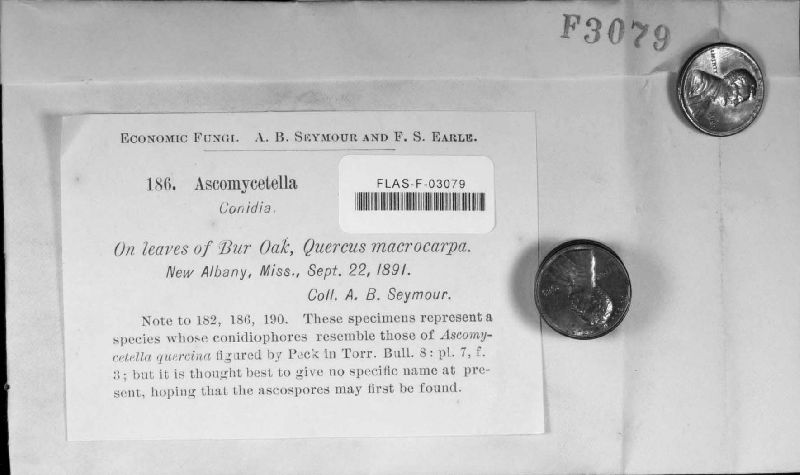 F3079
ECONOMIC FUNGI. A. B. SEYMOUR AND F. S. EARLE.
186. Ascomycetella
Conidia.
FLAS-F-03079
On leaves of Bur Oak, Quercus macrocarpa.
New Albany, Miss., Sept. 22, 1891.
Coll. A. B. Seymour.
Note to 182, 186, 190. These specimens represent a
species whose conidiophores resemble those of Ascomy-
cetella quercina figured by Peck in Torr. Bull. 8: pl. 7, f.
3; but it is thought best to give no specific name at pre-
sent, hoping that the ascospores may first be found.